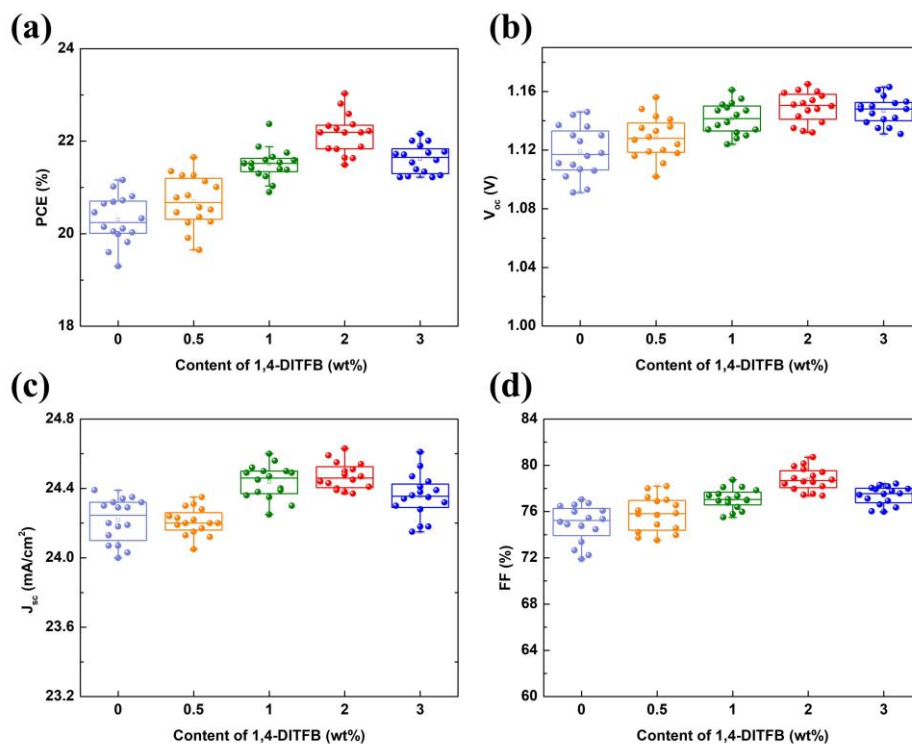 (a)
24
22
20
18
PCE (%)
0 0.5 1 2 3
Content of 1,4-DITFB (wt%)
(b)
1.16
1.12
1.08
1.04
1.00
Voc (V)
0 0.5 1 2 3
Content of 1,4-DITFB (wt%)
(c)
24.8
24.4
24.0
23.6
23.2
Jsc (mA/cm²)
0 0.5 1 2 3
Content of 1,4-DITFB (wt%)
(d)
84
80
76
72
68
64
60
FF (%)
0 0.5 1 2 3
Content of 1,4-DITFB (wt%)